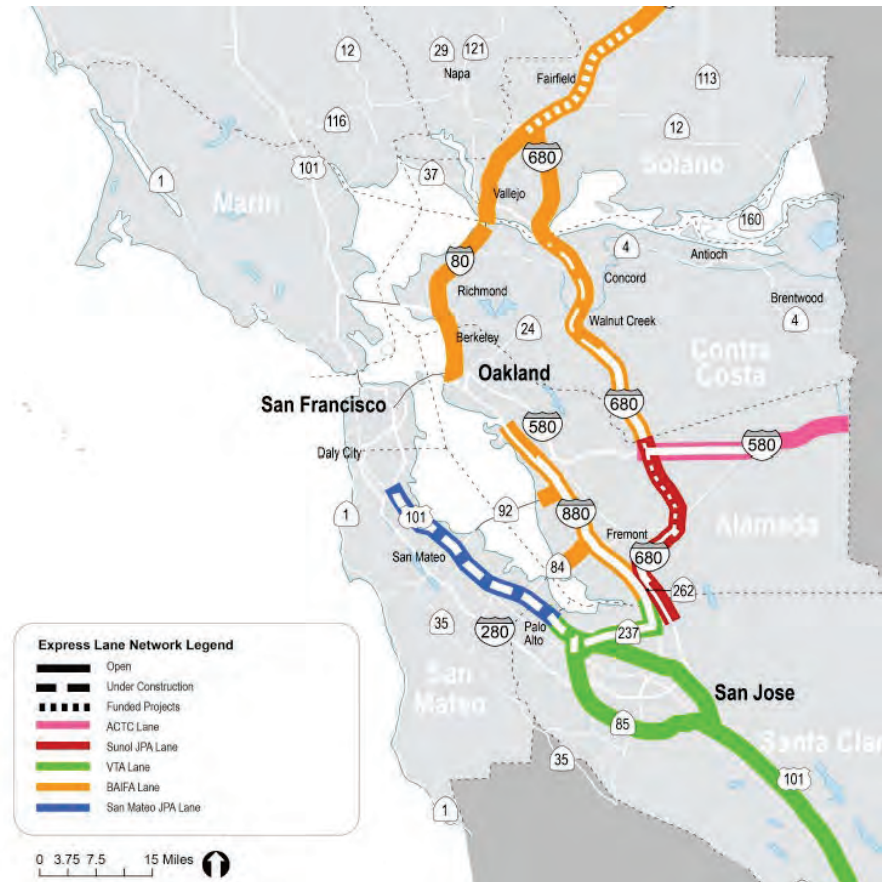 12
29
121
Napa
Fairfield
113
116
12
101
680
37
Solano
1
Vallejo
Marin
160
4
Antioch
80
Concord
Richmond
Brentwood
24
Walnut Creek
4
Berkeley
Contra
Costa
Oakland
680
San Francisco
580
580
Daly City
92
880
Alameda
1
101
Fremont
San Mateo
680
84
262
35
280
Palo
Alto
237
San
Mateo
San Jose
85
Santa Clar
35
101
1
Express Lane Network Legend
Open
Under Construction
Funded Projects
ACTC Lane
Sunol JPA Lane
VTA Lane
BAIFA Lane
San Mateo JPA Lane
0 3.75 7.5 15 Miles